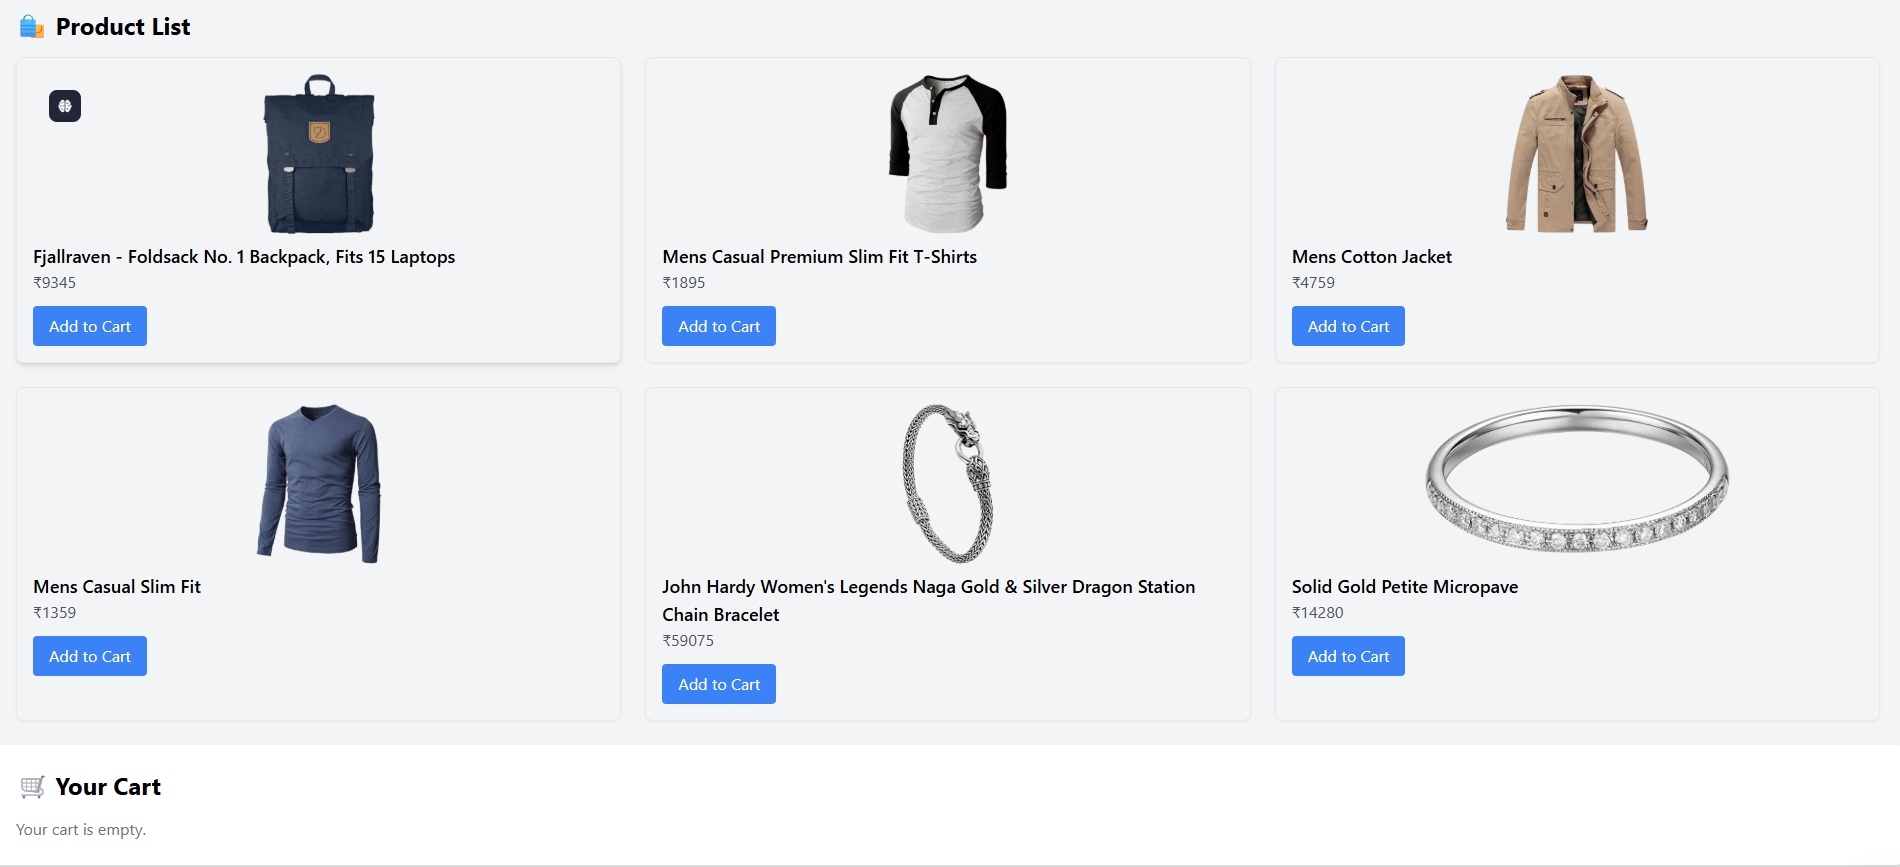 Product List
Fjallraven - Foldsack No. 1 Backpack, Fits 15 Laptops
₹9345
Add to Cart
Mens Casual Premium Slim Fit T-Shirts
₹1895
Add to Cart
Mens Cotton Jacket
₹4759
Add to Cart
Mens Casual Slim Fit
₹1359
Add to Cart
John Hardy Women's Legends Naga Gold & Silver Dragon Station
Chain Bracelet
₹59075
Add to Cart
Solid Gold Petite Micropave
₹14280
Add to Cart
Your Cart
Your cart is empty.